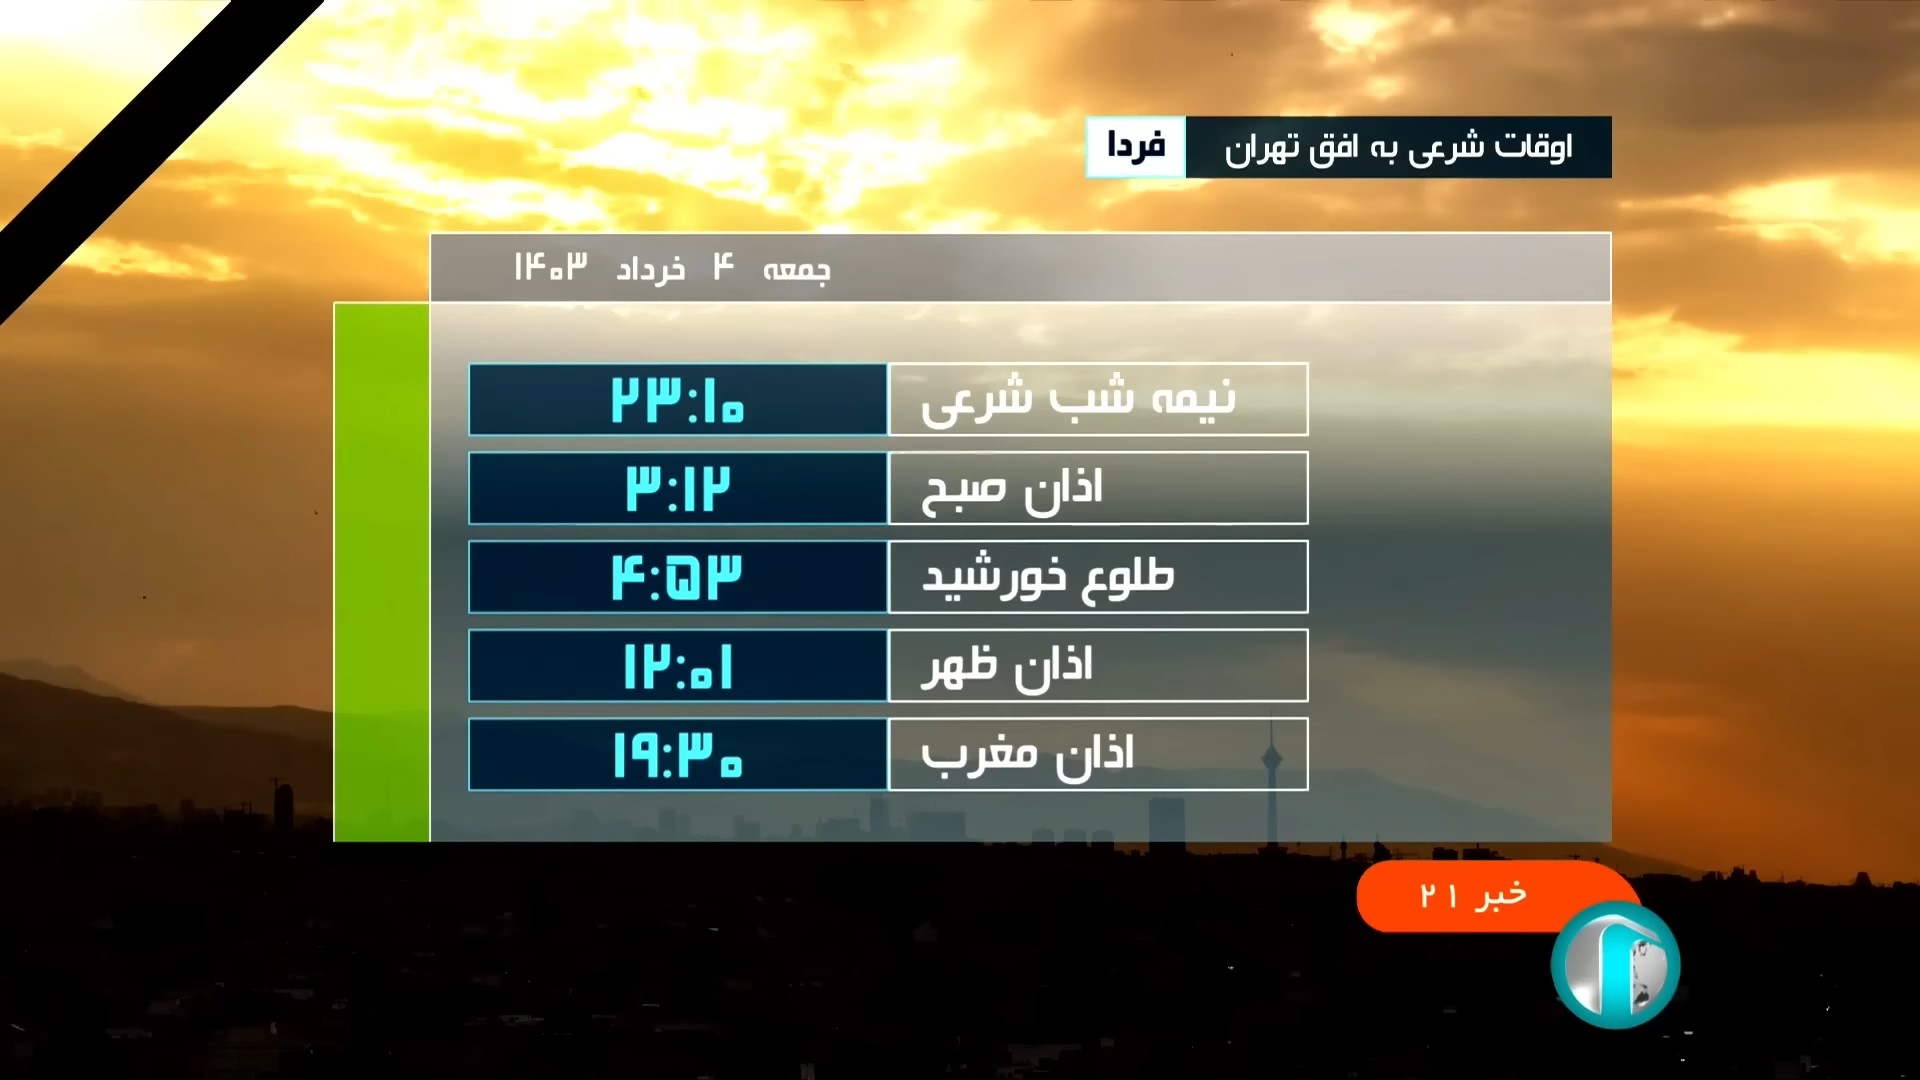 اوقات شرعی به افق تهران فردا
جمعه ۴ خرداد ۱۴۰۳
نیمه شب شرعی ۲۳:۱۰
اذان صبح ۳:۱۲
طلوع خورشید ۴:۵۳
اذان ظهر ۱۲:۰۱
اذان مغرب ۱۹:۳۰
خبر ۲۱